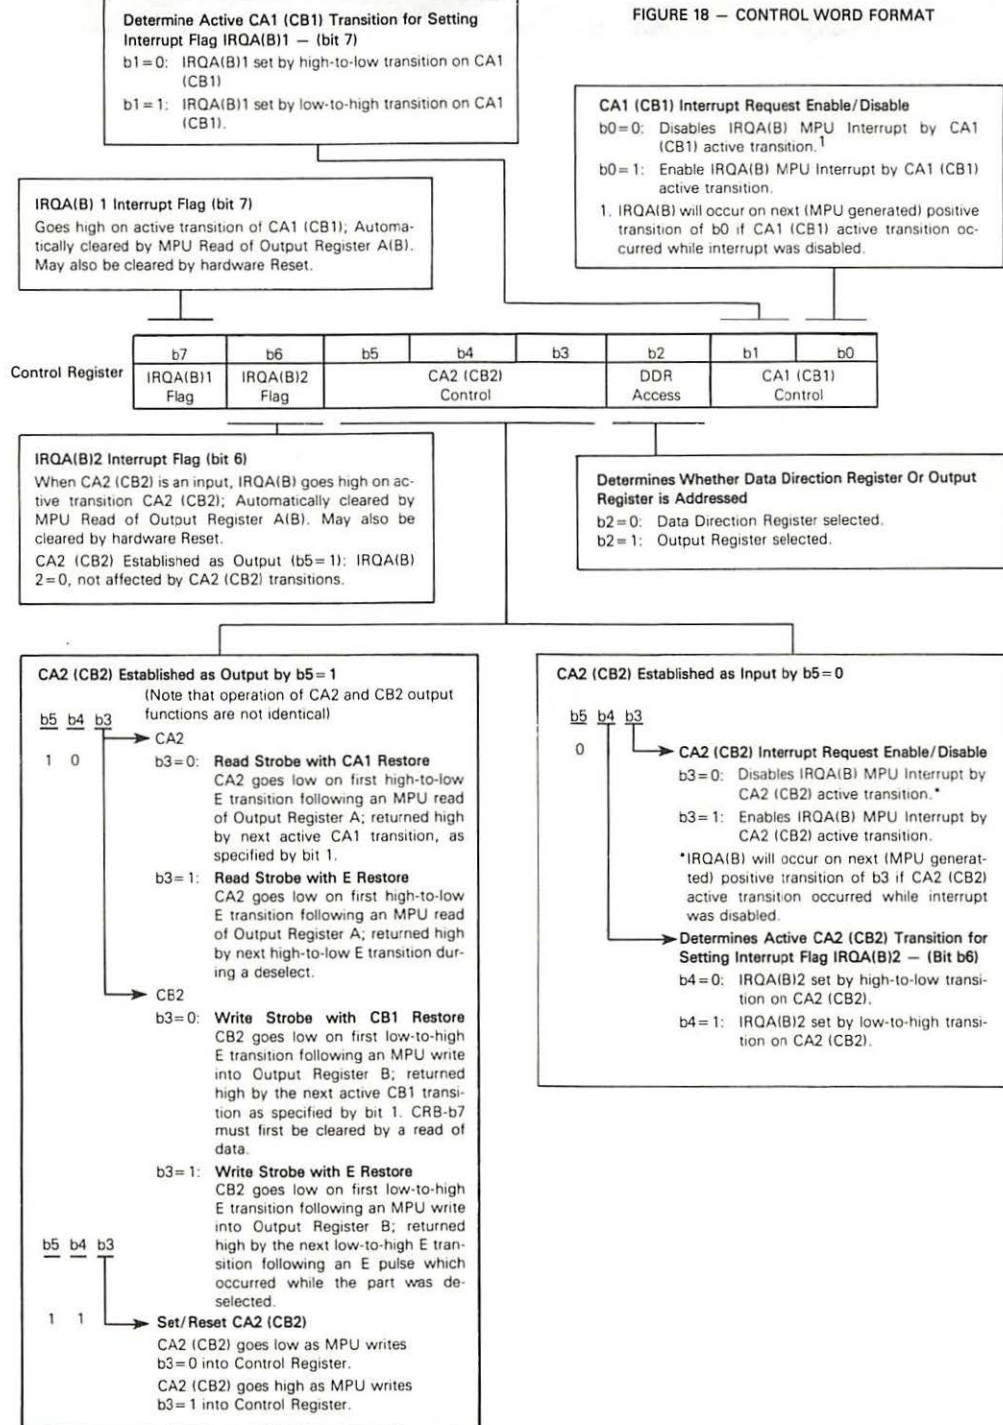 FIGURE 18 — CONTROL WORD FORMAT
Determine Active CA1 (CB1) Transition for Setting
Interrupt Flag IRQA(B)1 — (bit 7)
b1=0: IRQA(B)1 set by high-to-low transition on CA1
(CB1)
b1=1: IRQA(B)1 set by low-to-high transition on CA1
(CB1).
CA1 (CB1) Interrupt Request Enable/Disable
b0=0: Disables IRQA(B) MPU Interrupt by CA1
(CB1) active transition.1
b0=1: Enable IRQA(B) MPU Interrupt by CA1 (CB1)
active transition.
1. IRQA(B) will occur on next (MPU generated) positive
transition of b0 if CA1 (CB1) active transition oc-
curred while interrupt was disabled.
IRQA(B) 1 Interrupt Flag (bit 7)
Goes high on active transition of CA1 (CB1); Automa-
tically cleared by MPU Read of Output Register A(B).
May also be cleared by hardware Reset.
Control Register
b7 b6 b5 b4 b3 b2 b1 b0
IRQA(B)1 IRQA(B)2 CA2 (CB2) DDR CA1 (CB1)
Flag Flag Control Access Control
IRQA(B)2 Interrupt Flag (bit 6)
When CA2 (CB2) is an input, IRQA(B) goes high on ac-
tive transition CA2 (CB2); Automatically cleared by
MPU Read of Output Register A(B). May also be
cleared by hardware Reset.
CA2 (CB2) Established as Output (b5=1): IRQA(B)
2=0, not affected by CA2 (CB2) transitions.
Determines Whether Data Direction Register Or Output
Register is Addressed
b2=0: Data Direction Register selected.
b2=1: Output Register selected.
CA2 (CB2) Established as Output by b5=1
(Note that operation of CA2 and CB2 output
functions are not identical)
b5 b4 b3
CA2
1 0
b3=0: Read Strobe with CA1 Restore
CA2 goes low on first high-to-low
E transition following an MPU read
of Output Register A; returned high
by next active CA1 transition, as
specified by bit 1.
b3=1: Read Strobe with E Restore
CA2 goes low on first high-to-low
E transition following an MPU read
of Output Register A; returned high
by next high-to-low E transition dur-
ing a deselect.
CB2
b3=0: Write Strobe with CB1 Restore
CB2 goes low on first low-to-high
E transition following an MPU write
into Output Register B; returned
high by the next active CB1 transi-
tion as specified by bit 1. CRB-b7
must first be cleared by a read of
data.
b3=1: Write Strobe with E Restore
CB2 goes low on first low-to-high
E transition following an MPU write
into Output Register B; returned
high by the next low-to-high E tran-
sition following an E pulse which
occurred while the part was de-
selected.
b5 b4 b3
1 1
Set/Reset CA2 (CB2)
CA2 (CB2) goes low as MPU writes
b3=0 into Control Register.
CA2 (CB2) goes high as MPU writes
b3=1 into Control Register.
CA2 (CB2) Established as Input by b5=0
b5 b4 b3
0
CA2 (CB2) Interrupt Request Enable/Disable
b3=0: Disables IRQA(B) MPU Interrupt by
CA2 (CB2) active transition.*
b3=1: Enables IRQA(B) MPU Interrupt by
CA2 (CB2) active transition.
*IRQA(B) will occur on next (MPU generat-
ted) positive transition of b3 if CA2 (CB2)
active transition occurred while interrupt
was disabled.
Determines Active CA2 (CB2) Transition for
Setting Interrupt Flag IRQA(B)2 — (Bit b6)
b4=0: IRQA(B)2 set by high-to-low transi-
tion on CA2 (CB2).
b4=1: IRQA(B)2 set by low-to-high transi-
tion on CA2 (CB2).